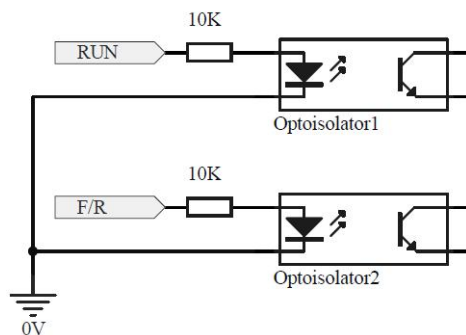 10K
RUN
Optoisolator1
10K
F/R
Optoisolator2
0V